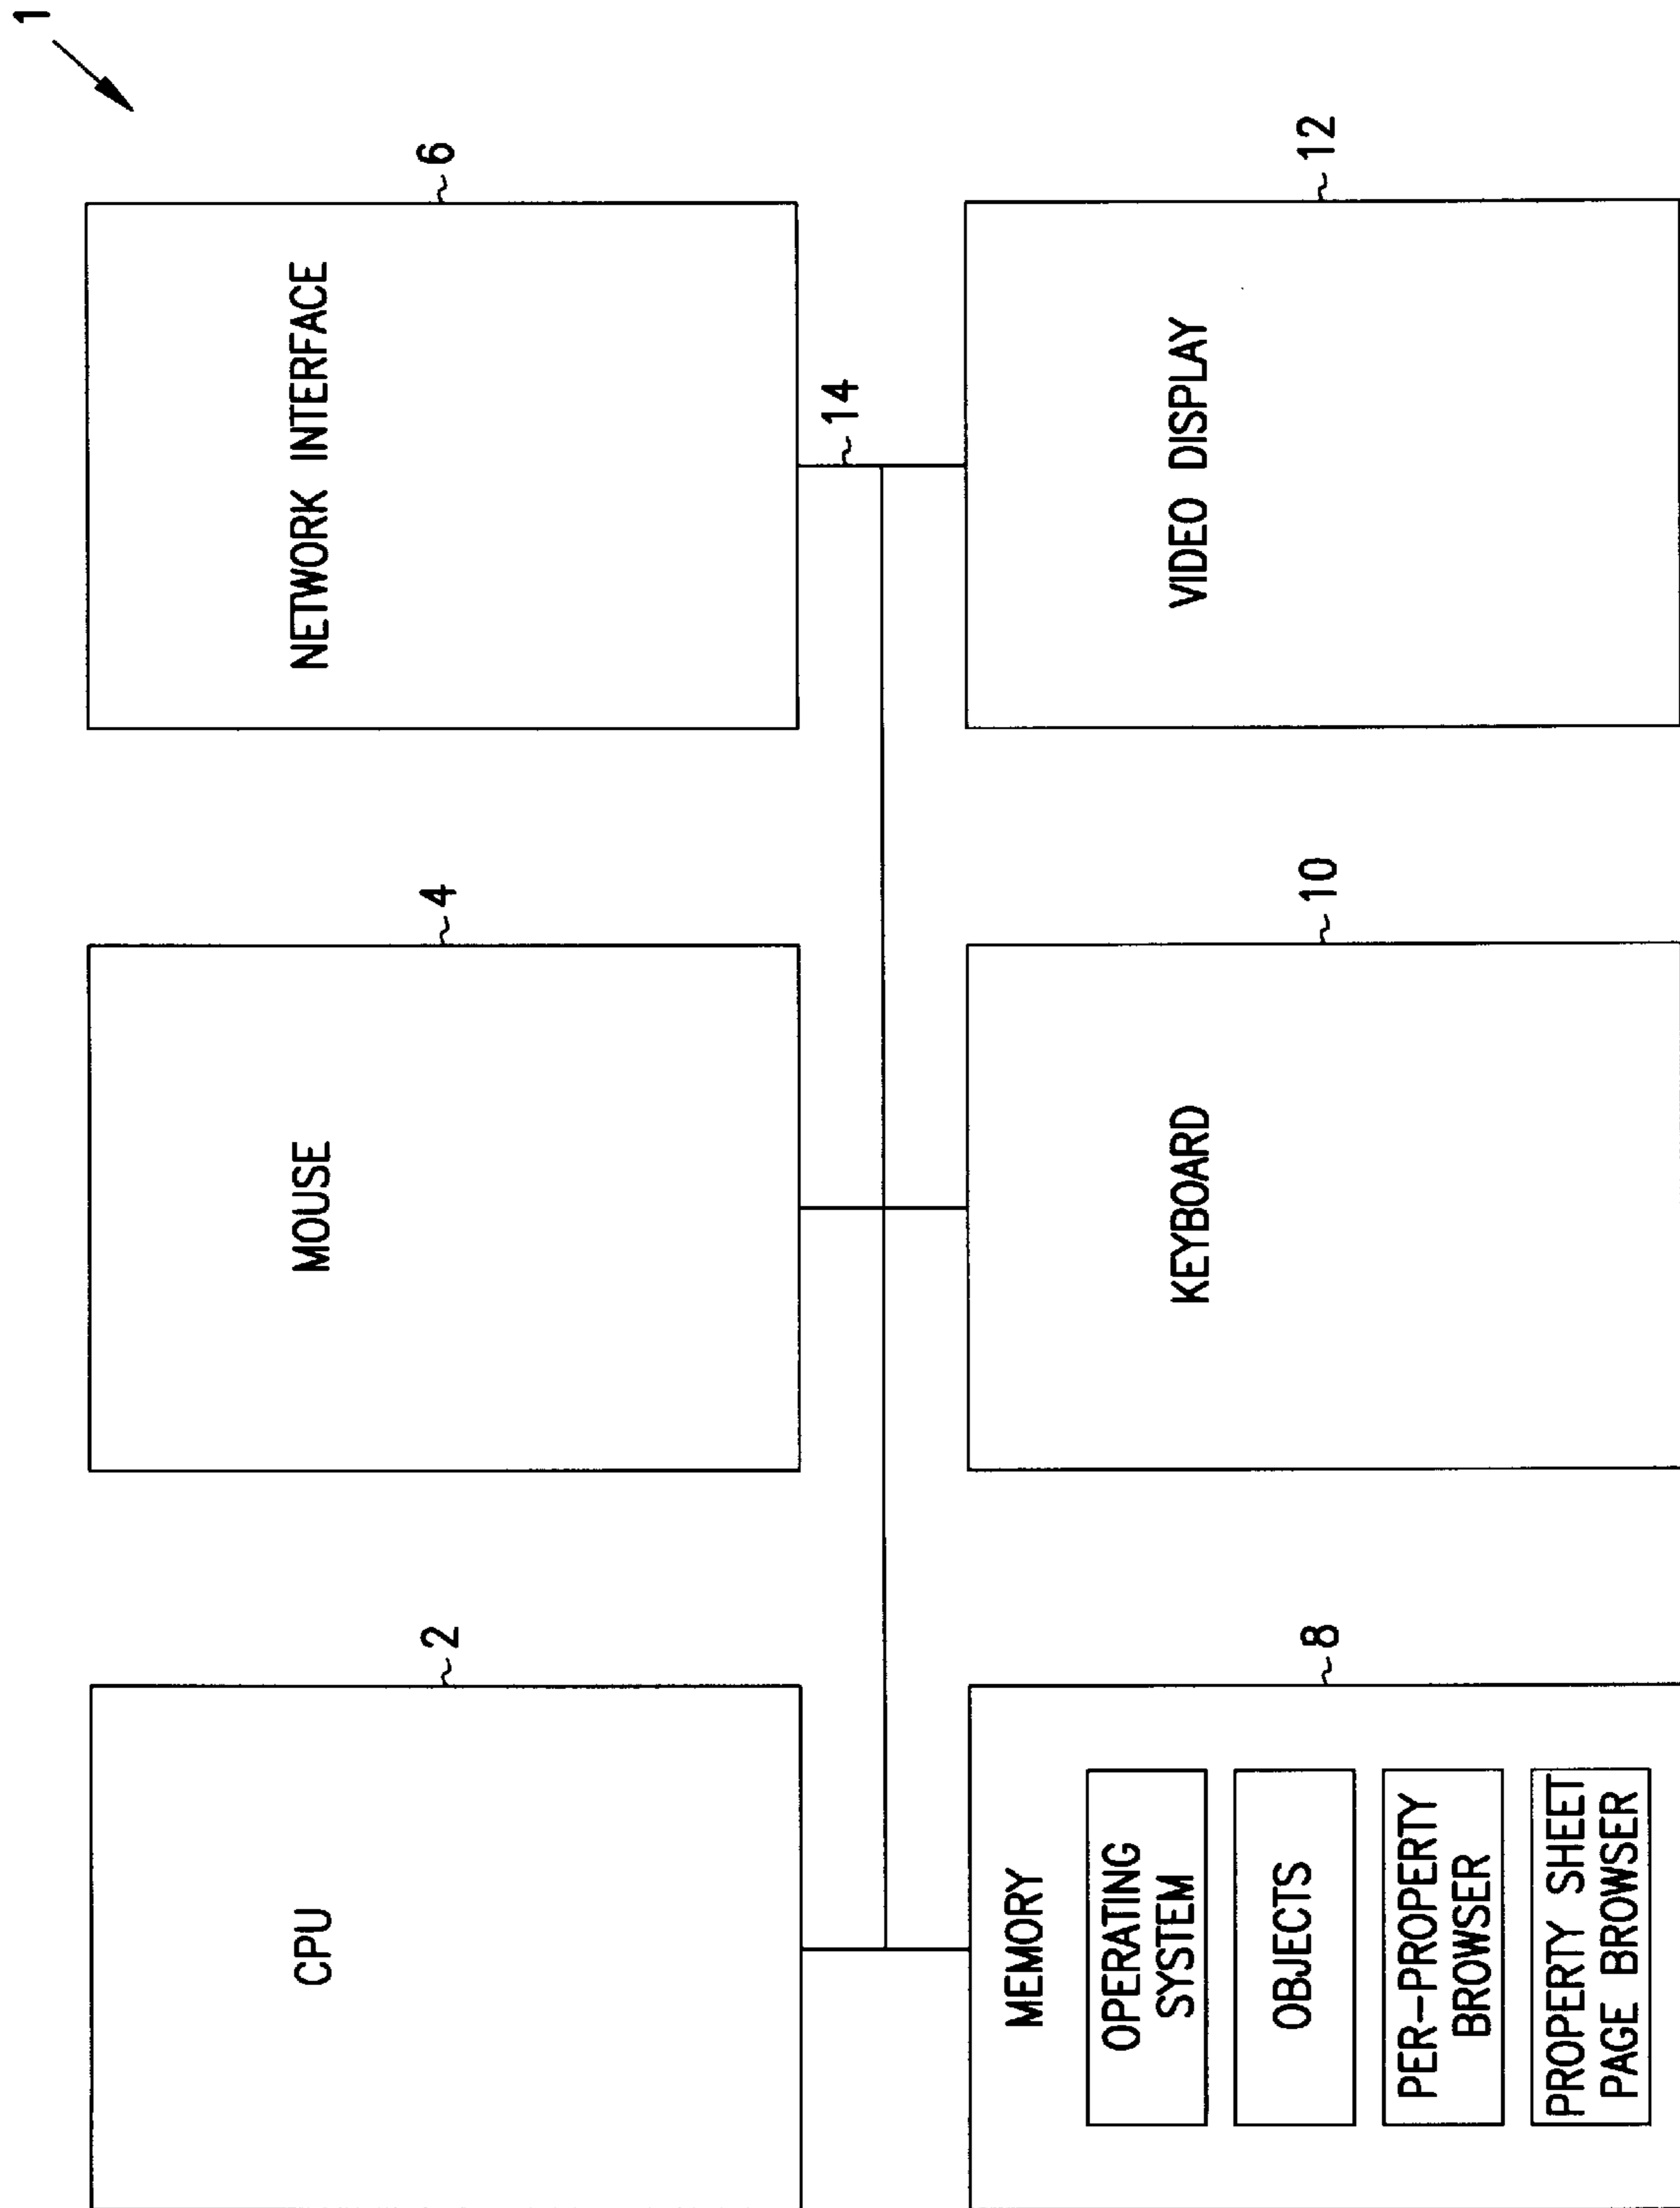 1
CPU
2
MOUSE
4
NETWORK INTERFACE
6
14
MEMORY
OPERATING
SYSTEM
OBJECTS
PER-PROPERTY
BROWSER
PROPERTY SHEET
PAGE BROWSER
8
KEYBOARD
10
VIDEO DISPLAY
12